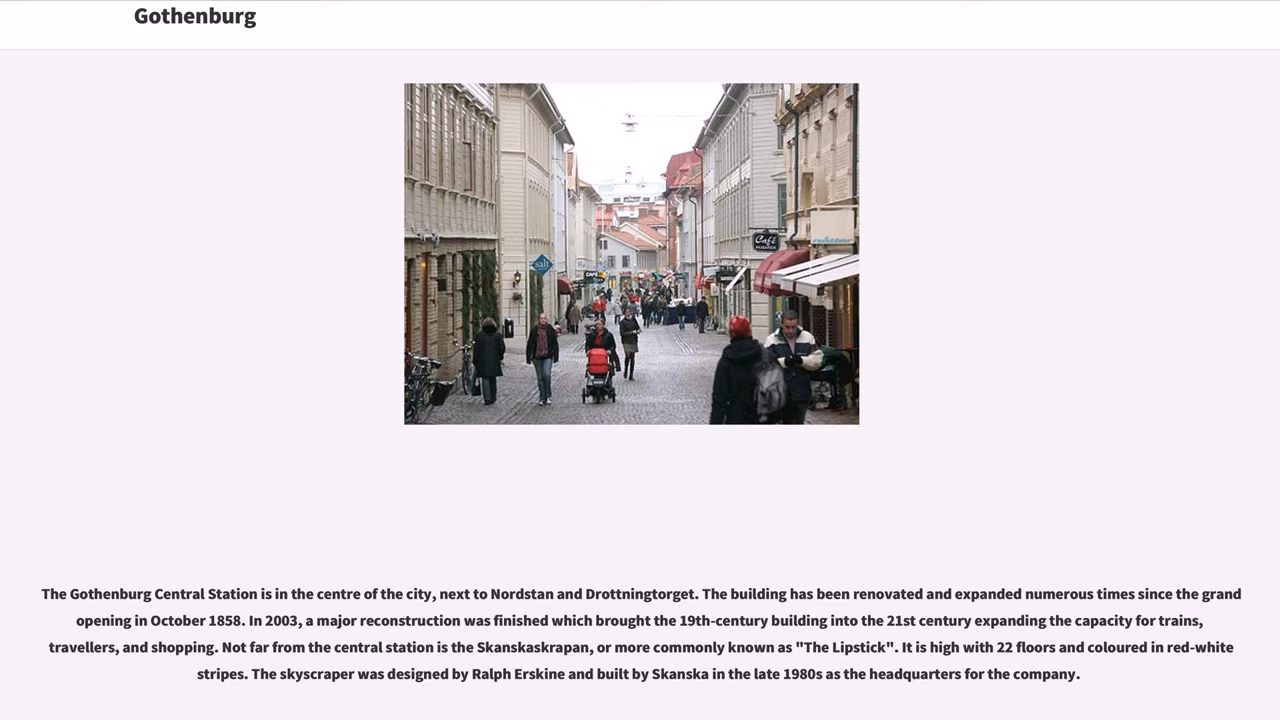 Gothenburg
salt
CAFE
Café
The Gothenburg Central Station is in the centre of the city, next to Nordstan and Drottningtorget. The building has been renovated and expanded numerous times since the grand
opening in October 1858. In 2003, a major reconstruction was finished which brought the 19th-century building into the 21st century expanding the capacity for trains,
travellers, and shopping. Not far from the central station is the Skanskaskrapan, or more commonly known as "The Lipstick". It is high with 22 floors and coloured in red-white
stripes. The skyscraper was designed by Ralph Erskine and built by Skanska in the late 1980s as the headquarters for the company.